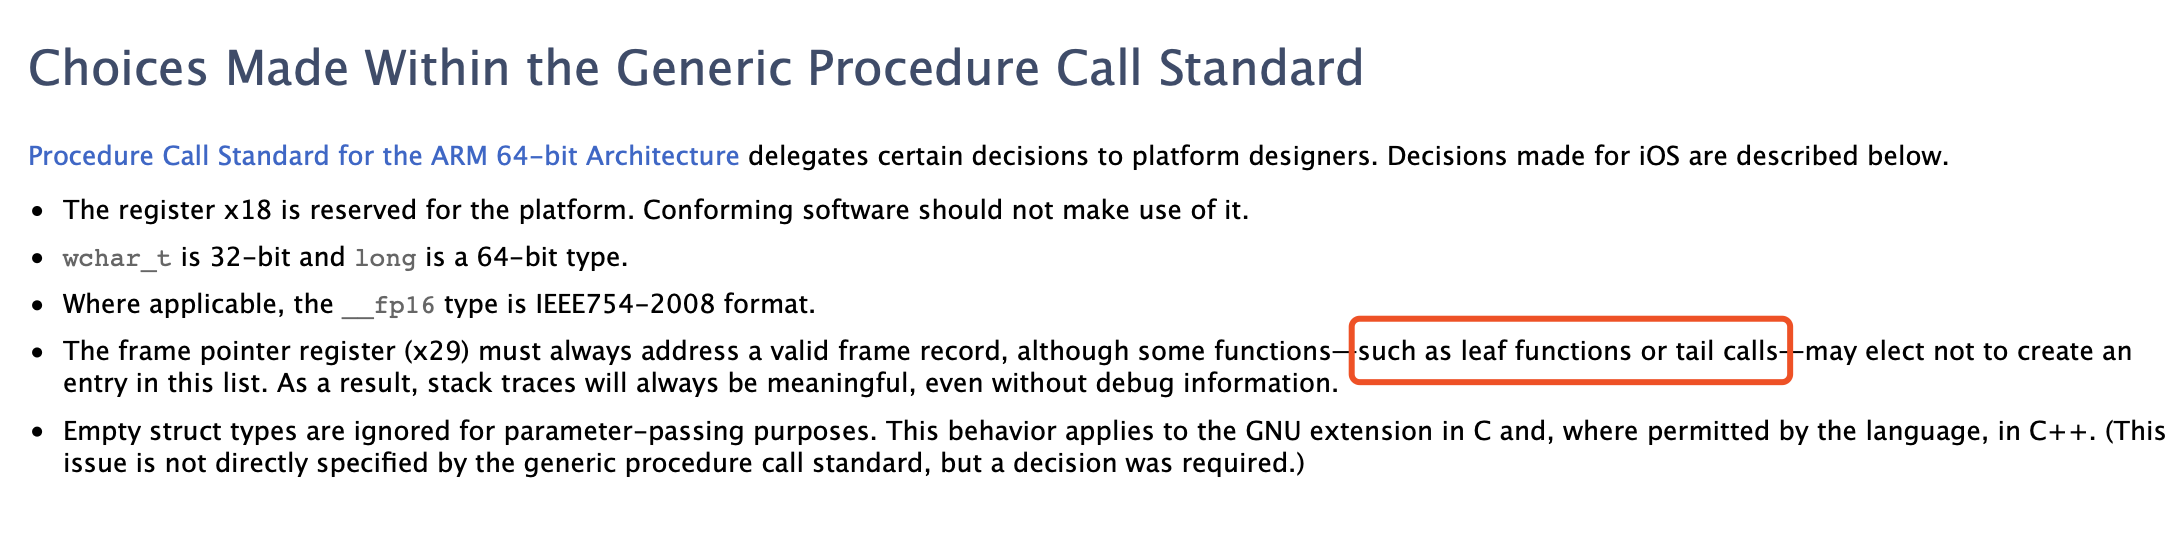 Choices Made Within the Generic Procedure Call Standard
Procedure Call Standard for the ARM 64-bit Architecture delegates certain decisions to platform designers. Decisions made for iOS are described below.
• The register x18 is reserved for the platform. Conforming software should not make use of it.
• wchar_t is 32-bit and long is a 64-bit type.
• Where applicable, the __fp16 type is IEEE754-2008 format.
• The frame pointer register (x29) must always address a valid frame record, although some functions—such as leaf functions or tail calls—may elect not to create an
entry in this list. As a result, stack traces will always be meaningful, even without debug information.
• Empty struct types are ignored for parameter-passing purposes. This behavior applies to the GNU extension in C and, where permitted by the language, in C++. (This
issue is not directly specified by the generic procedure call standard, but a decision was required.)